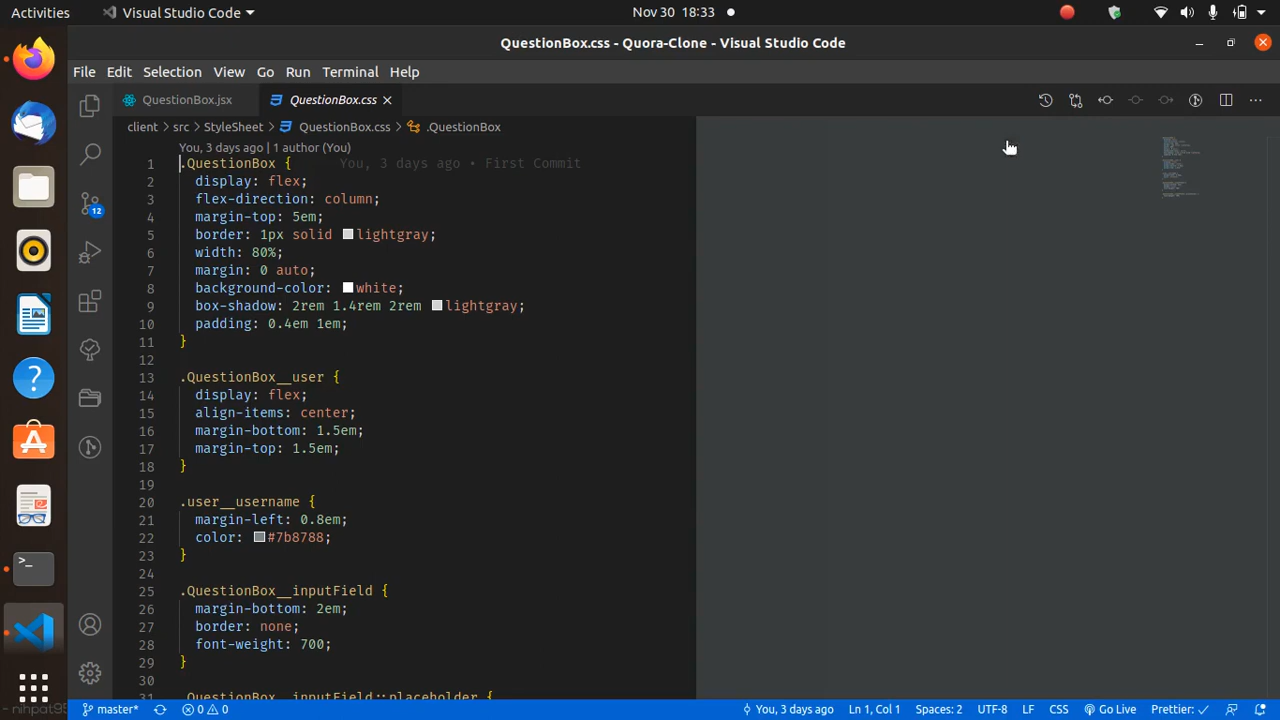 Activities Visual Studio Code Nov 30 18:33
QuestionBox.css - Quora-Clone - Visual Studio Code
File Edit Selection View Go Run Terminal Help
QuestionBox.jsx QuestionBox.css
client > src > StyleSheet > QuestionBox.css > .QuestionBox
You, 3 days ago | 1 author (You)
1 .QuestionBox { You, 3 days ago • First Commit
2 display: flex;
3 flex-direction: column;
4 margin-top: 5em;
5 border: 1px solid lightgray;
6 width: 80%;
7 margin: 0 auto;
8 background-color: white;
9 box-shadow: 2rem 1.4rem 2rem lightgray;
10 padding: 0.4em 1em;
11 }
12
13 .QuestionBox__user {
14 display: flex;
15 align-items: center;
16 margin-bottom: 1.5em;
17 margin-top: 1.5em;
18 }
19
20 .user__username {
21 margin-left: 0.8em;
22 color: #7b8788;
23 }
24
25 .QuestionBox__inputField {
26 margin-bottom: 2em;
27 border: none;
28 font-weight: 700;
29 }
30
31 .QuestionBox__inputField::placeholder {
12
master* 0 0 You, 3 days ago Ln 1, Col 1 Spaces: 2 UTF-8 LF CSS Go Live Prettier: ✓